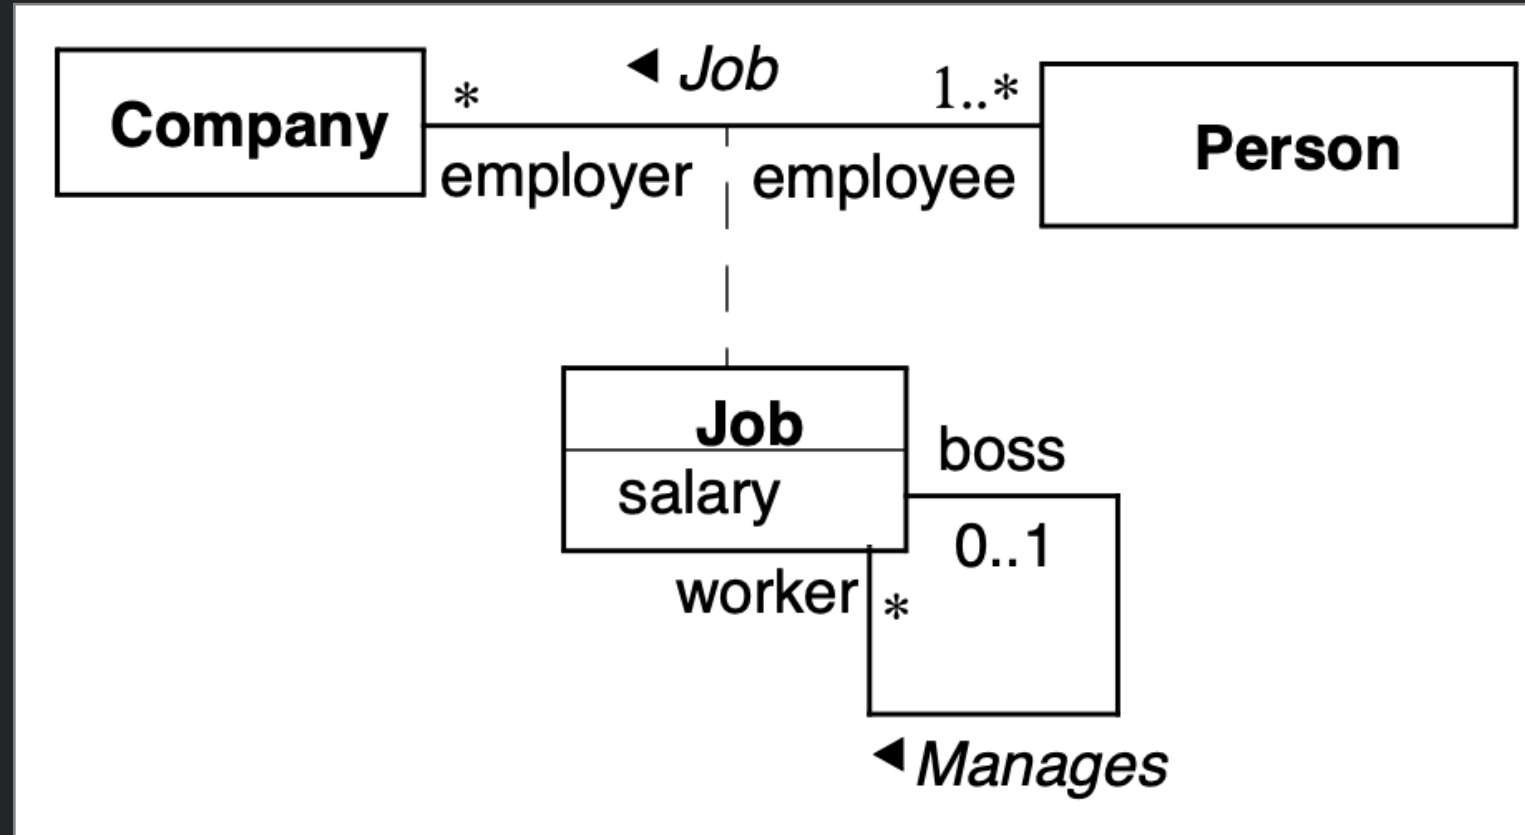 ◀ Job
* 1..*
Company Person
employer employee
Job
boss
salary
0..1
worker *
◀ Manages